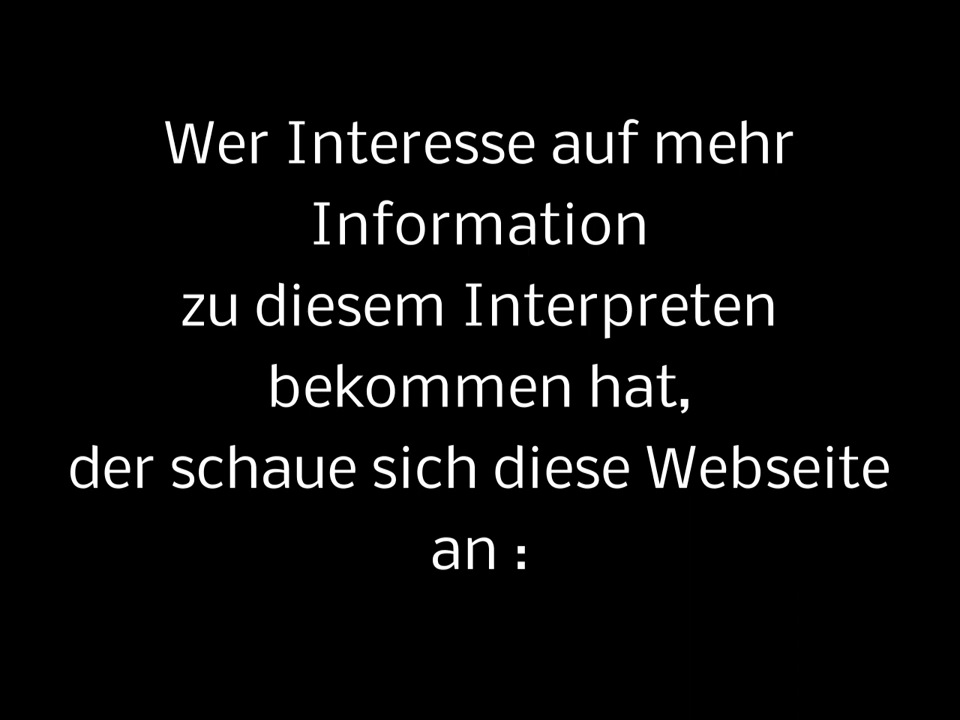 Wer Interesse auf mehr
Information
zu diesem Interpreten
bekommen hat,
der schaue sich diese Webseite
an :